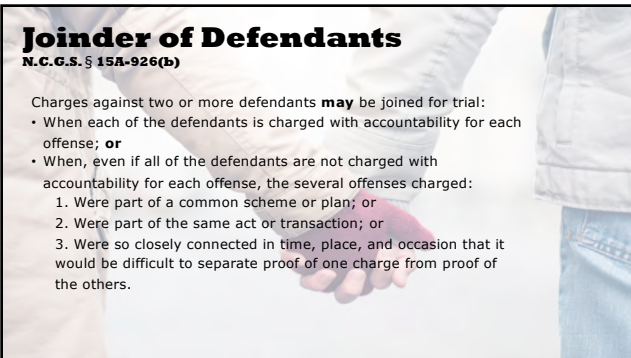 Joinder of Defendants
N.C.G.S. § 15A-926(b)
Charges against two or more defendants may be joined for trial:
• When each of the defendants is charged with accountability for each
offense; or
• When, even if all of the defendants are not charged with
accountability for each offense, the several offenses charged:
1. Were part of a common scheme or plan; or
2. Were part of the same act or transaction; or
3. Were so closely connected in time, place, and occasion that it
would be difficult to separate proof of one charge from proof of
the others.